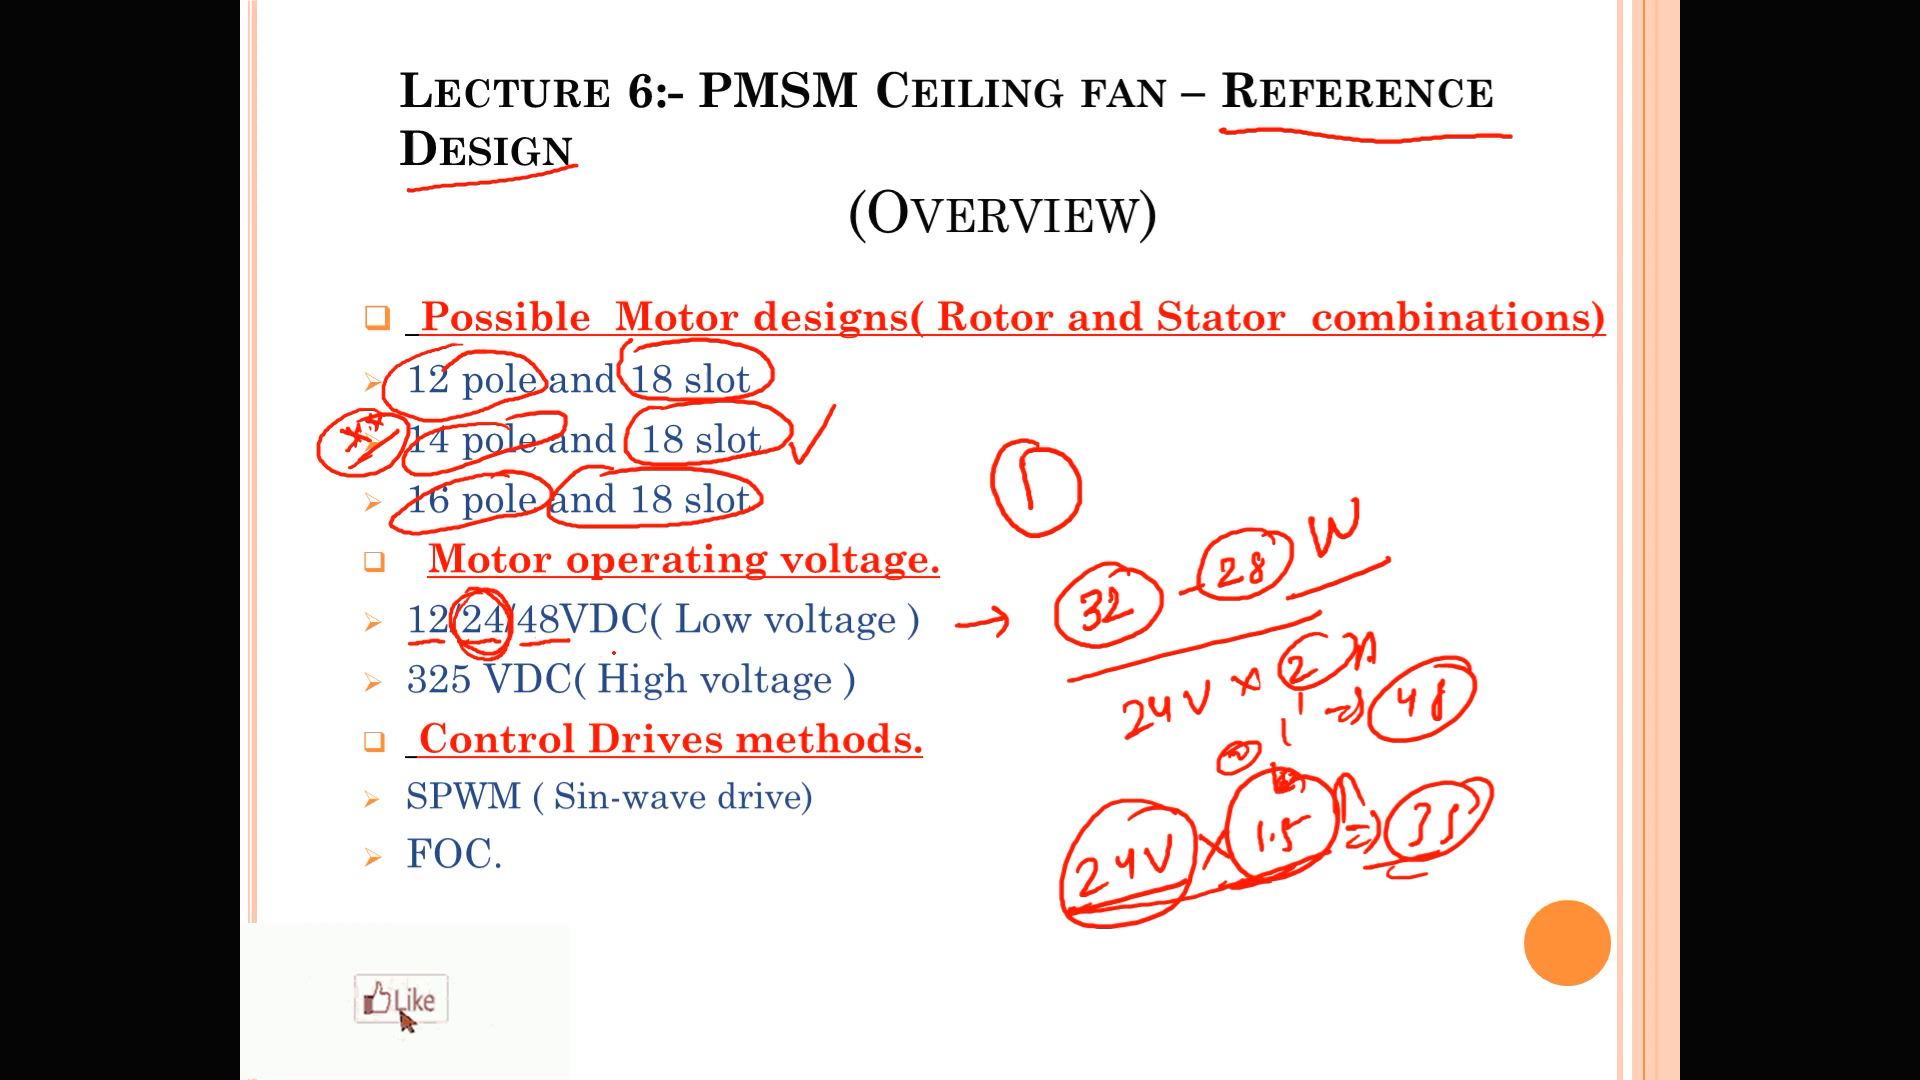 LECTURE 6:- PMSM CEILING FAN – REFERENCE
DESIGN
(OVERVIEW)
Possible Motor designs( Rotor and Stator combinations)
12 pole and 18 slot
14 pole and 18 slot
16 pole and 18 slot
Motor operating voltage.
12/24/48VDC( Low voltage )
325 VDC( High voltage )
Control Drives methods.
SPWM ( Sin-wave drive)
FOC.
1
32 - 28 W
24V x 2 A
=> 48
24V x 1.5
Like